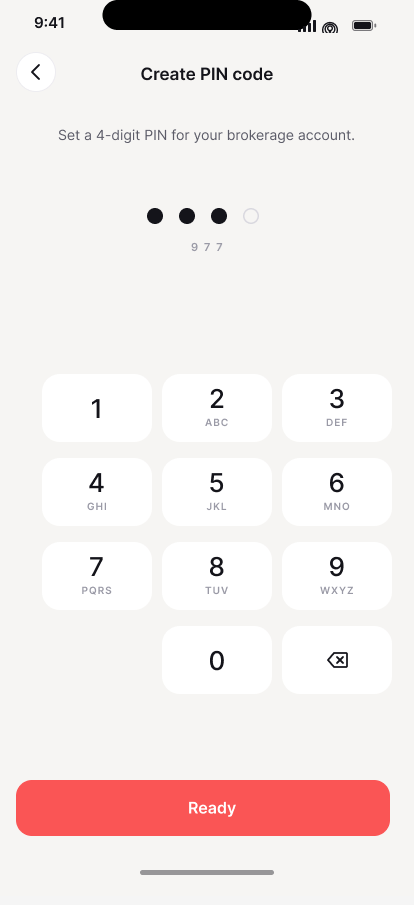 9:41
Create PIN code
Set a 4-digit PIN for your brokerage account.
9 7 7
1
2
ABC
3
DEF
4
GHI
5
JKL
6
MNO
7
PQRS
8
TUV
9
WXYZ
0
Ready